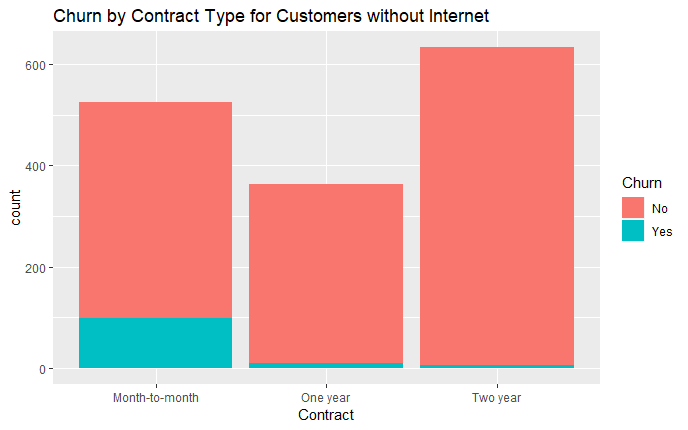 Churn by Contract Type for Customers without Internet
600
400
200
0
count
Month-to-month
One year
Two year
Contract
Churn
No
Yes